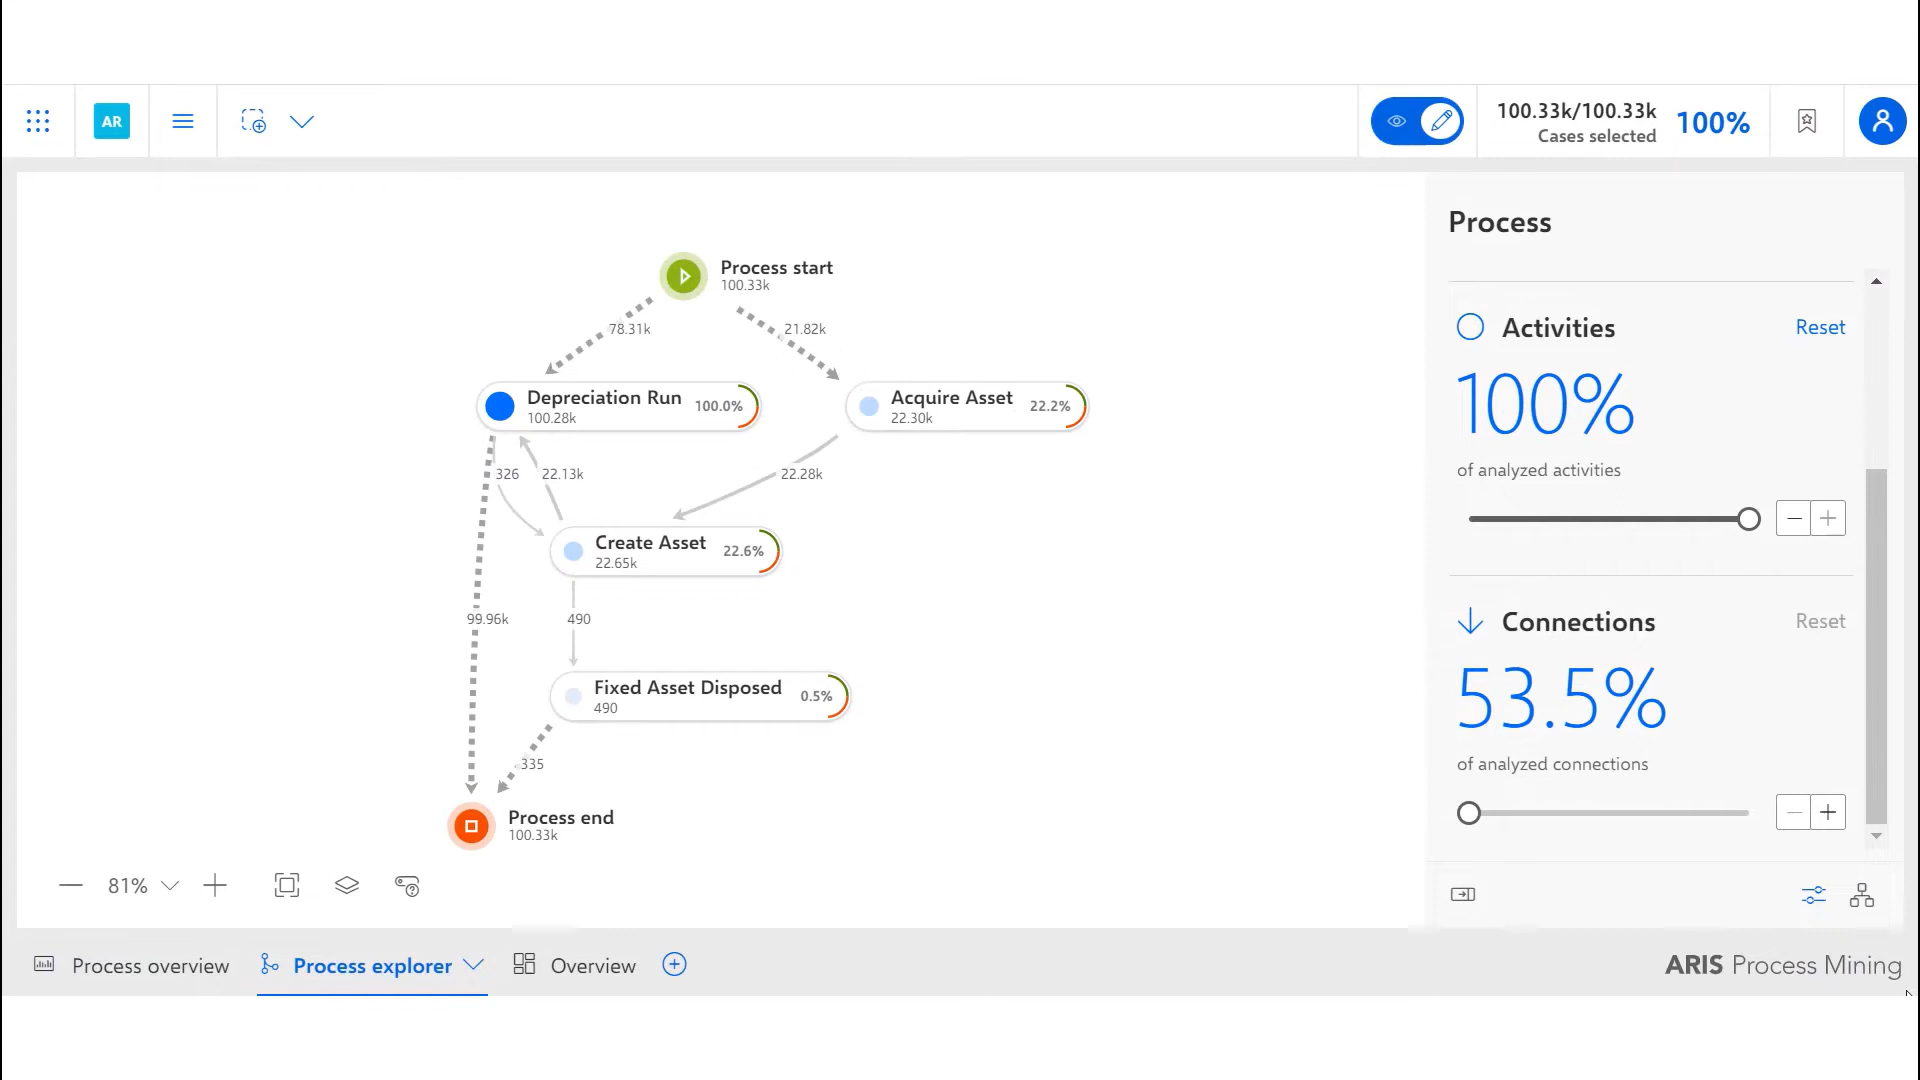 AR
100.33k/100.33k
Cases selected
100%
Process start
100.33k
78.31k
21.82k
Depreciation Run
100.28k
100.0%
Acquire Asset
22.30k
22.2%
326
22.13k
22.28k
Create Asset
22.65k
22.6%
99.96k
490
Fixed Asset Disposed
490
0.5%
335
Process end
100.33k
81%
Process
Activities
Reset
100%
of analyzed activities
Connections
Reset
53.5%
of analyzed connections
Process overview
Process explorer
Overview
ARIS Process Mining